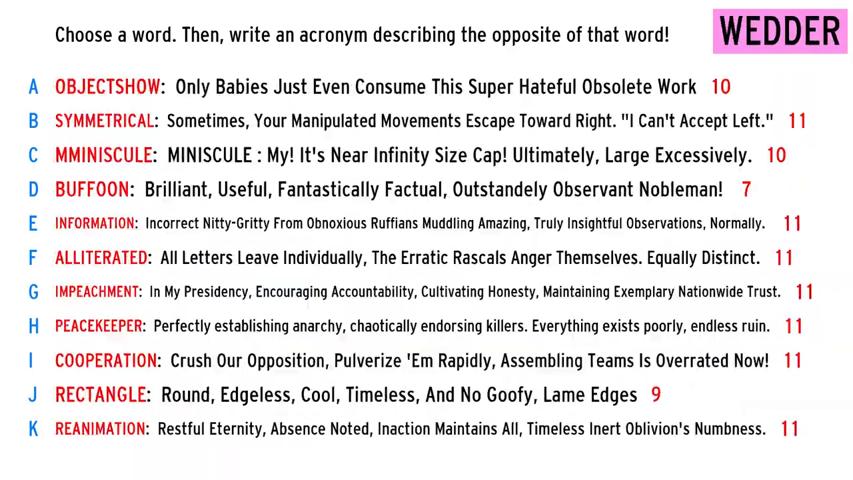 Choose a word. Then, write an acronym describing the opposite of that word!
WEDDER
A OBJECTSHOW: Only Babies Just Even Consume This Super Hateful Obsolete Work 10
B SYMMETRICAL: Sometimes, Your Manipulated Movements Escape Toward Right. "I Can't Accept Left." 11
C MMINISCULE: MINISCULE : My! It's Near Infinity Size Cap! Ultimately, Large Excessively. 10
D BUFFOON: Brilliant, Useful, Fantastically Factual, Outstandely Observant Nobleman! 7
E INFORMATION: Incorrect Nitty-Gritty From Obnoxious Ruffians Muddling Amazing, Truly Insightful Observations, Normally. 11
F ALLITERATED: All Letters Leave Individually, The Erratic Rascals Anger Themselves. Equally Distinct. 11
G IMPEACHMENT: In My Presidency, Encouraging Accountability, Cultivating Honesty, Maintaining Exemplary Nationwide Trust. 11
H PEACEKEEPER: Perfectly establishing anarchy, chaotically endorsing killers. Everything exists poorly, endless ruin. 11
I COOPERATION: Crush Our Opposition, Pulverize 'Em Rapidly, Assembling Teams Is Overrated Now! 11
J RECTANGLE: Round, Edgeless, Cool, Timeless, And No Goofy, Lame Edges 9
K REANIMATION: Restful Eternity, Absence Noted, Inaction Maintains All, Timeless Inert Oblivion's Numbness. 11